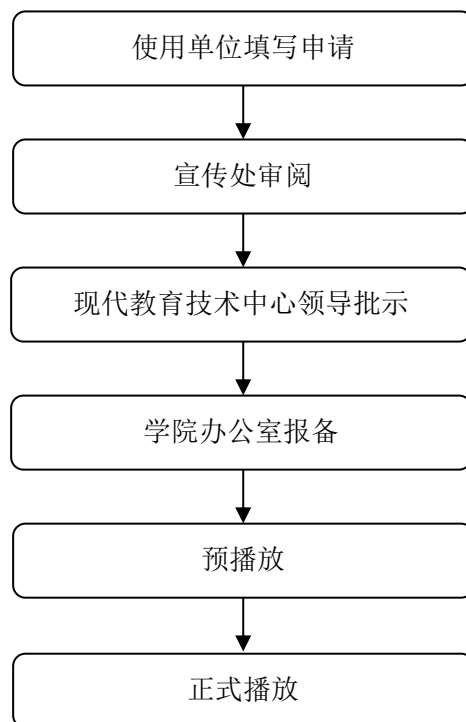 使用单位填写申请
宣传处审阅
现代教育技术中心领导批示
学院办公室报备
预播放
正式播放